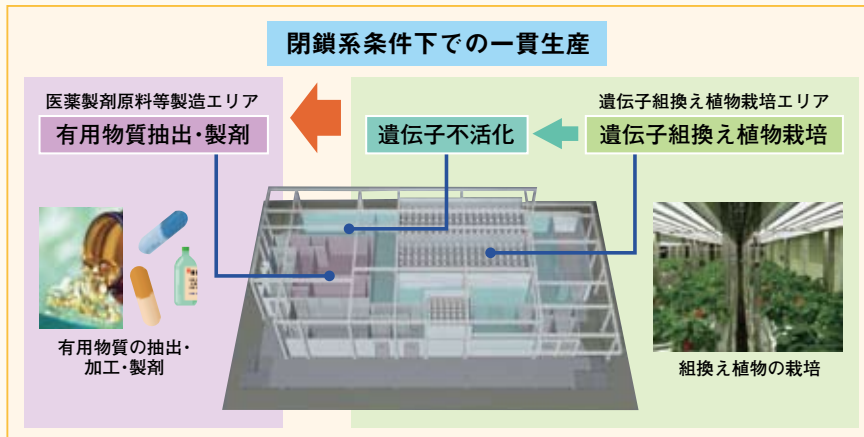 閉鎖系条件下での一貫生産
医薬製剤原料等製造エリア
有用物質抽出・製剤
遺伝子不活化
遺伝子組換え植物栽培エリア
遺伝子組換え植物栽培
有用物質の抽出・
加工・製剤
組換え植物の栽培